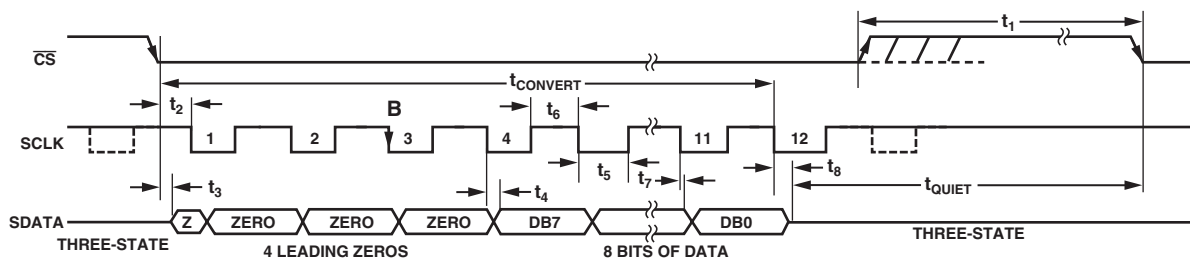 t1
CS
tCONVERT
t2
B
t6
SCLK
1
2
3
4
11
12
t3
t4
t5
t7
t8
tQUIET
SDATA
Z
ZERO
ZERO
ZERO
DB7
DB0
THREE-STATE
4 LEADING ZEROS
8 BITS OF DATA
THREE-STATE